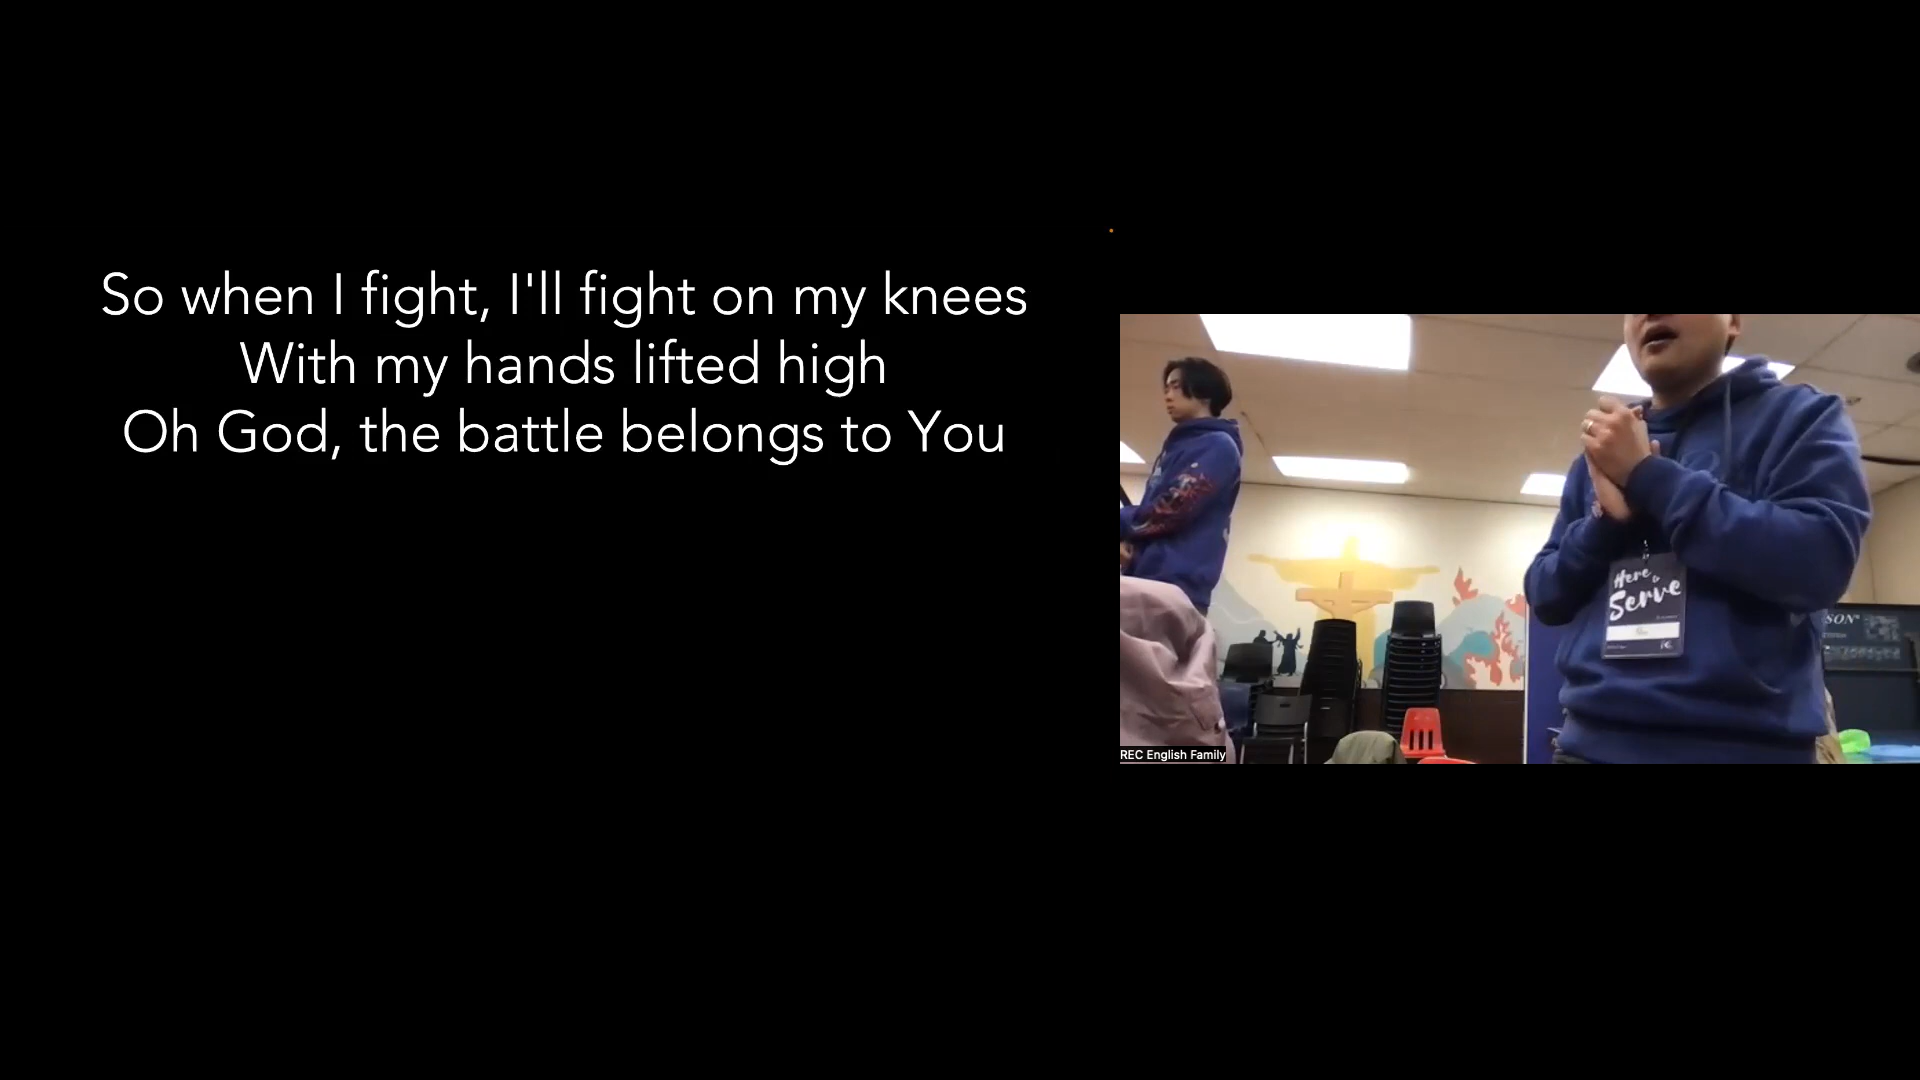 So when I fight, I'll fight on my knees
With my hands lifted high
Oh God, the battle belongs to You
Here
Serve
SON
REC English Family